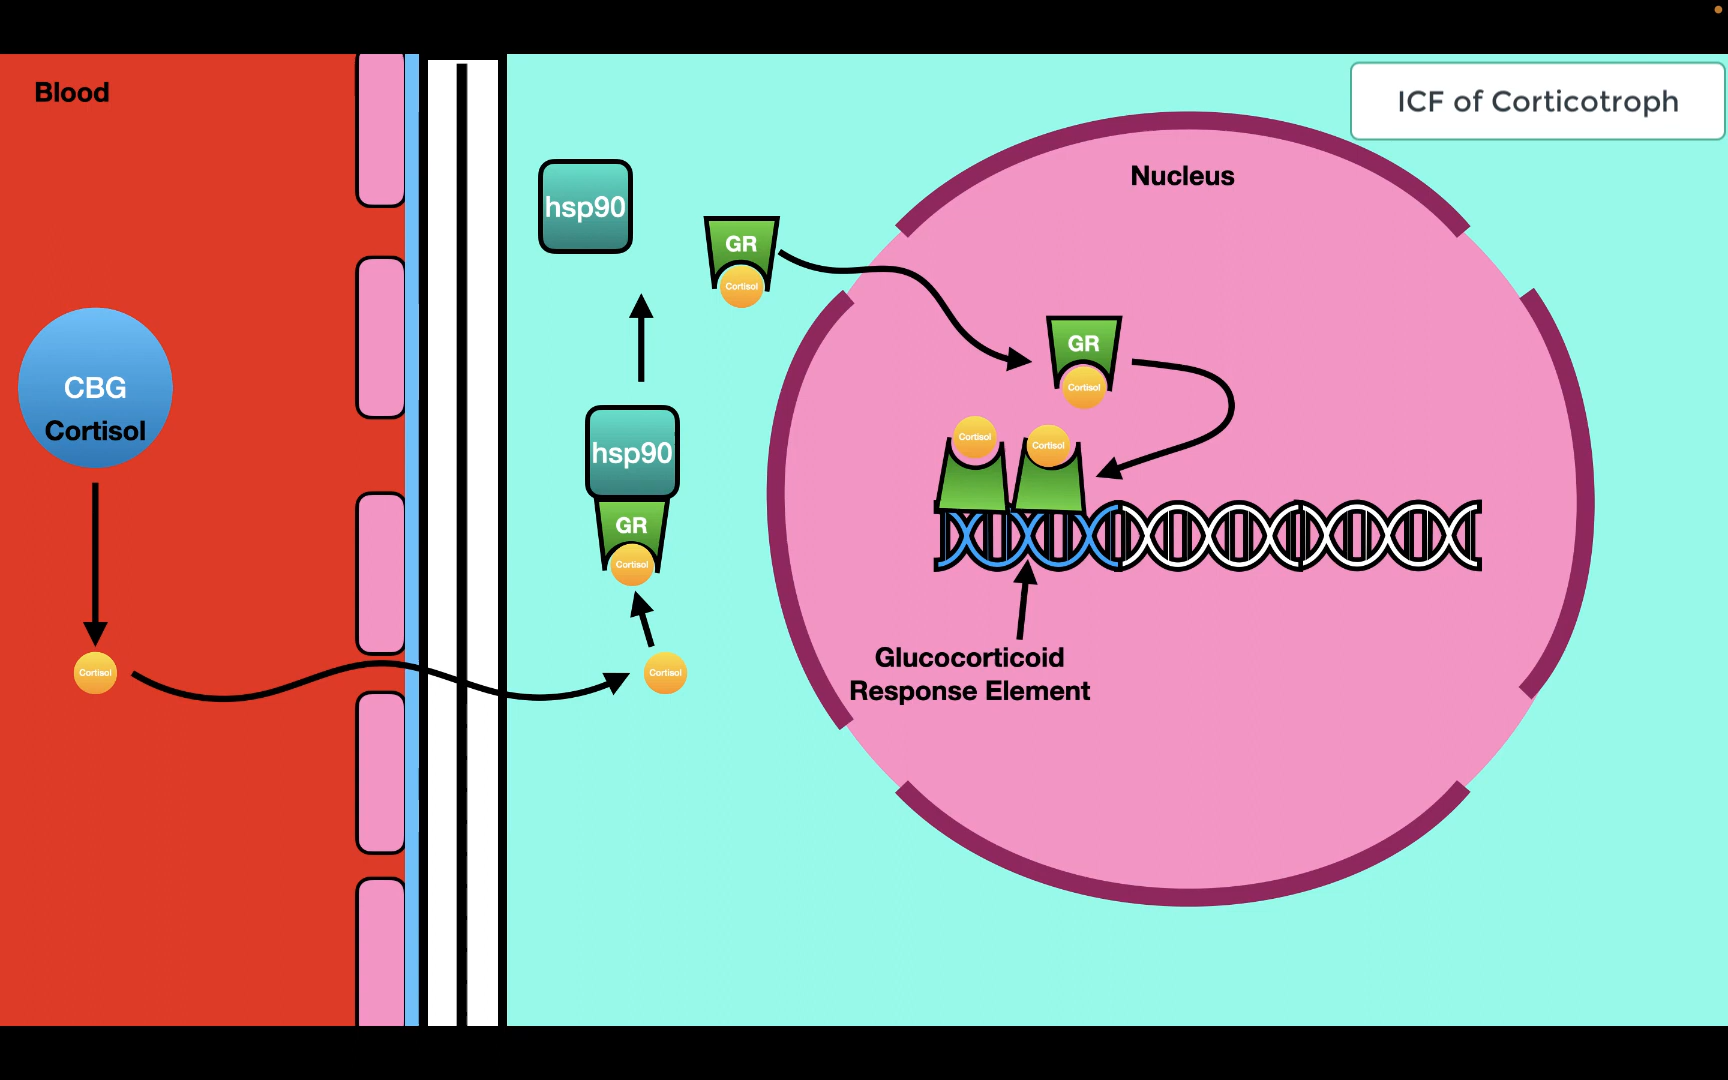 Blood
ICF of Corticotroph
Nucleus
hsp90
GR
Cortisol
GR
Cortisol
CBG
Cortisol
hsp90
GR
Cortisol
Cortisol
Cortisol
Cortisol
Cortisol
Glucocorticoid
Response Element